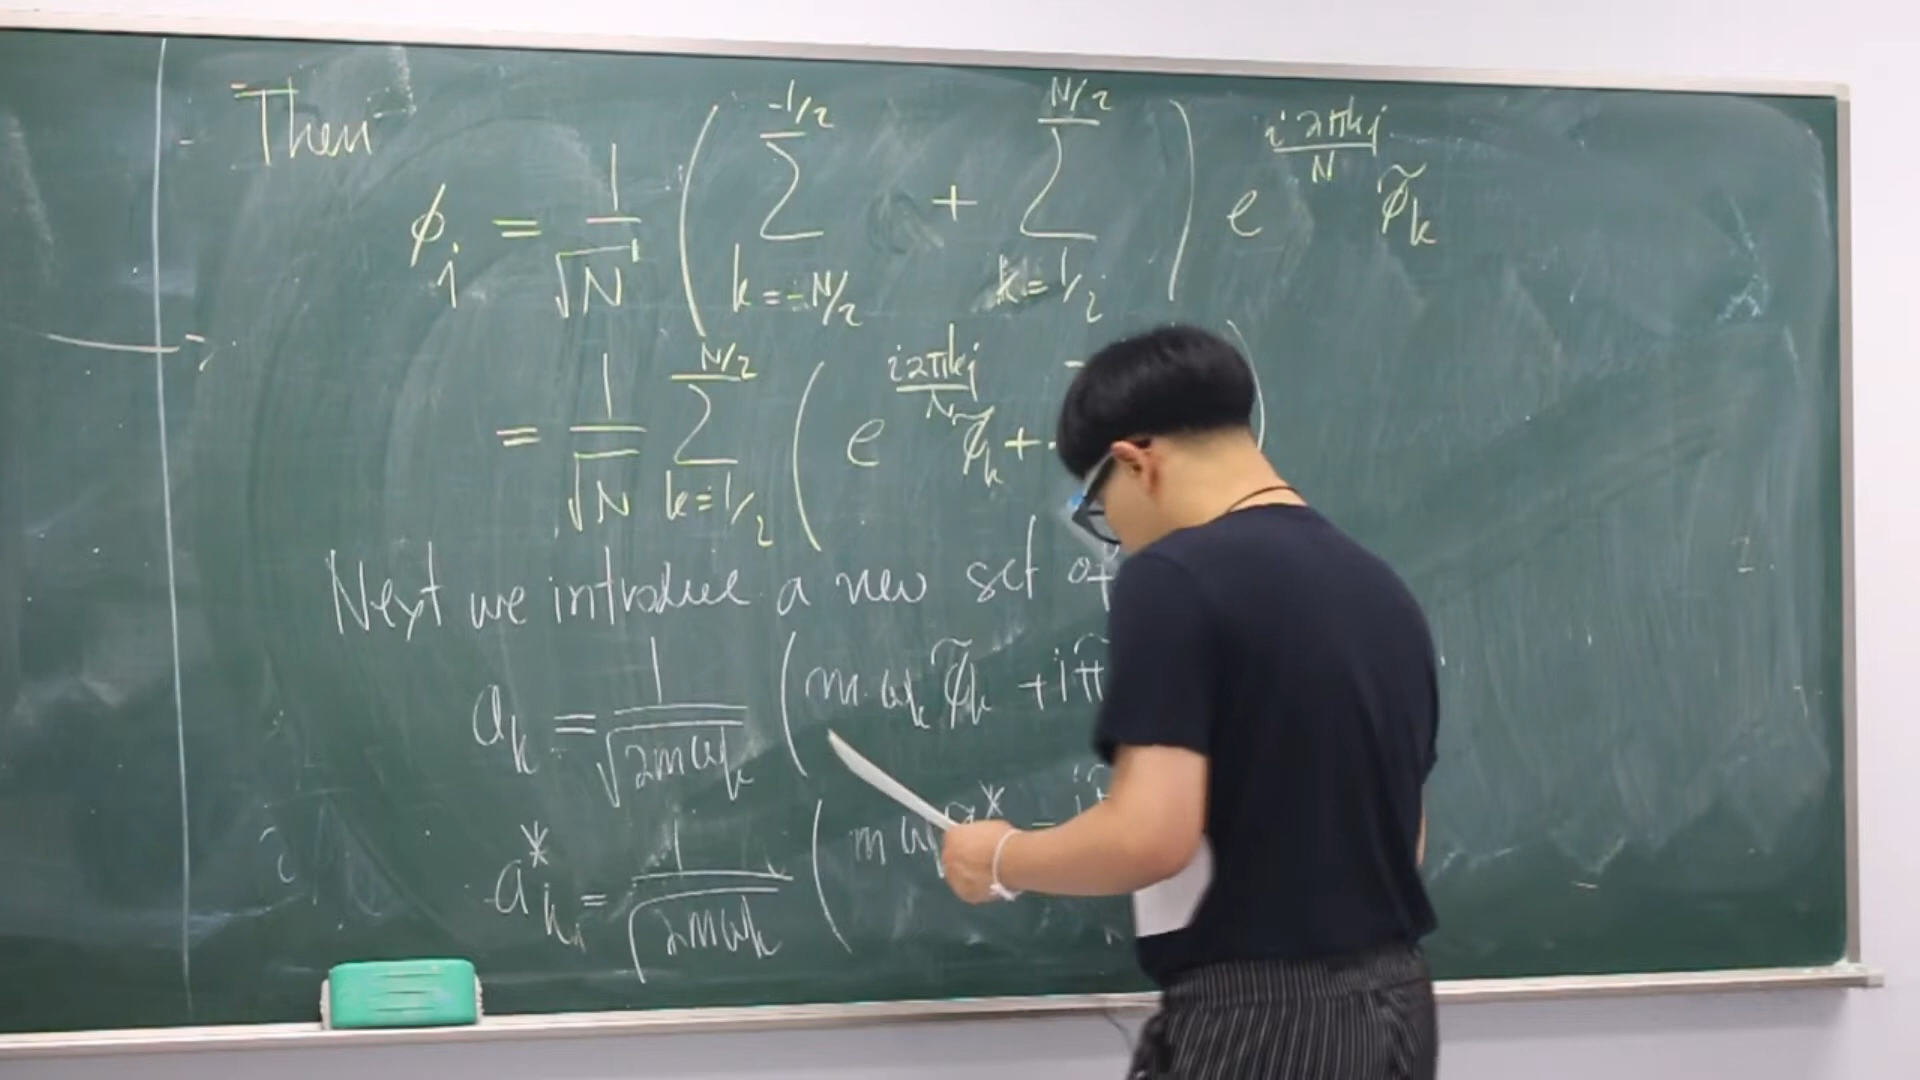 Then
ϕ_j = 1/√N ( Σ_{k=-N/2}^{-1/2} + Σ_{k=1/2}^{N/2} ) e^{i2πkj/N} ϕ̃_k
= 1/√N Σ_{k=1/2}^{N/2} ( e^{i2πkj/N} ϕ̃_k + )
Next we introduce a new set of
a_k = 1/√2mω_k ( mω_k ϕ̃_k + iπ̃
a*_k = 1/√2mω_k ( mω * - i